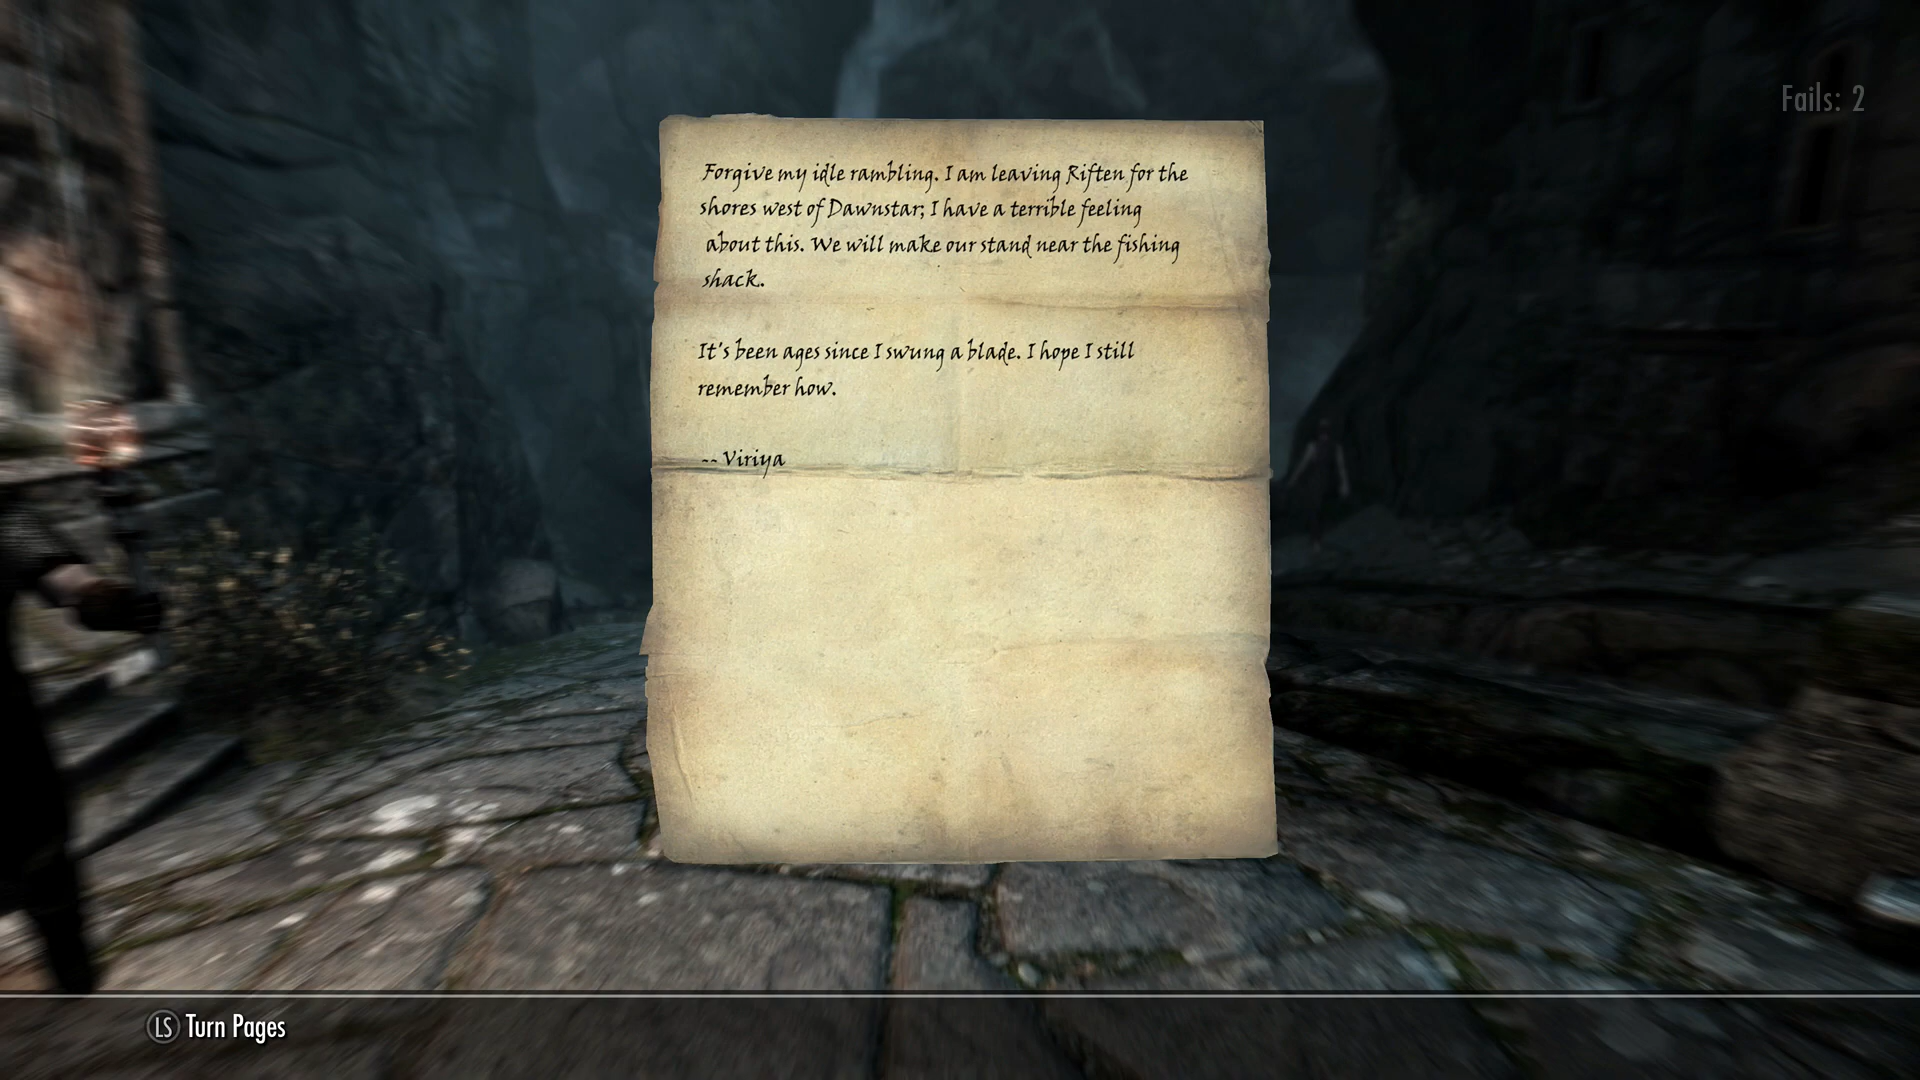 Fails: 2
Forgive my idle rambling. I am leaving Riften for the
shores west of Dawnstar; I have a terrible feeling
about this. We will make our stand near the fishing
shack.
It's been ages since I swung a blade. I hope I still
remember how.
-- Viriya
LS Turn Pages